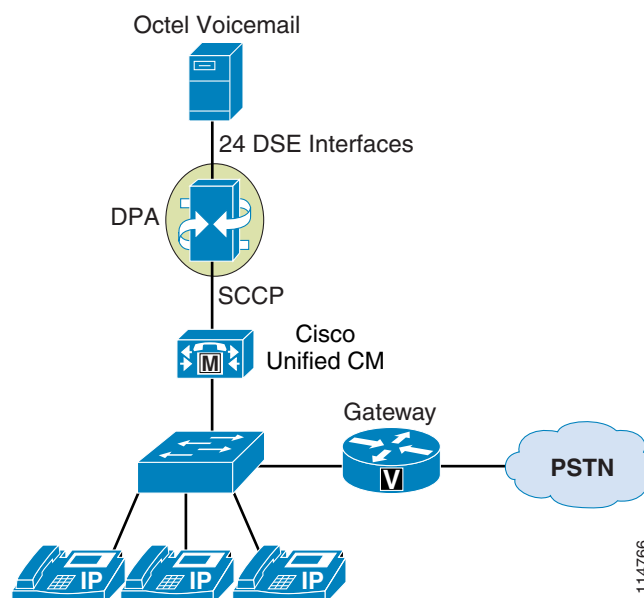 Octel Voicemail
24 DSE Interfaces
DPA
SCCP
Cisco
Unified CM
M
Gateway
V
PSTN
IP
IP
IP
114766